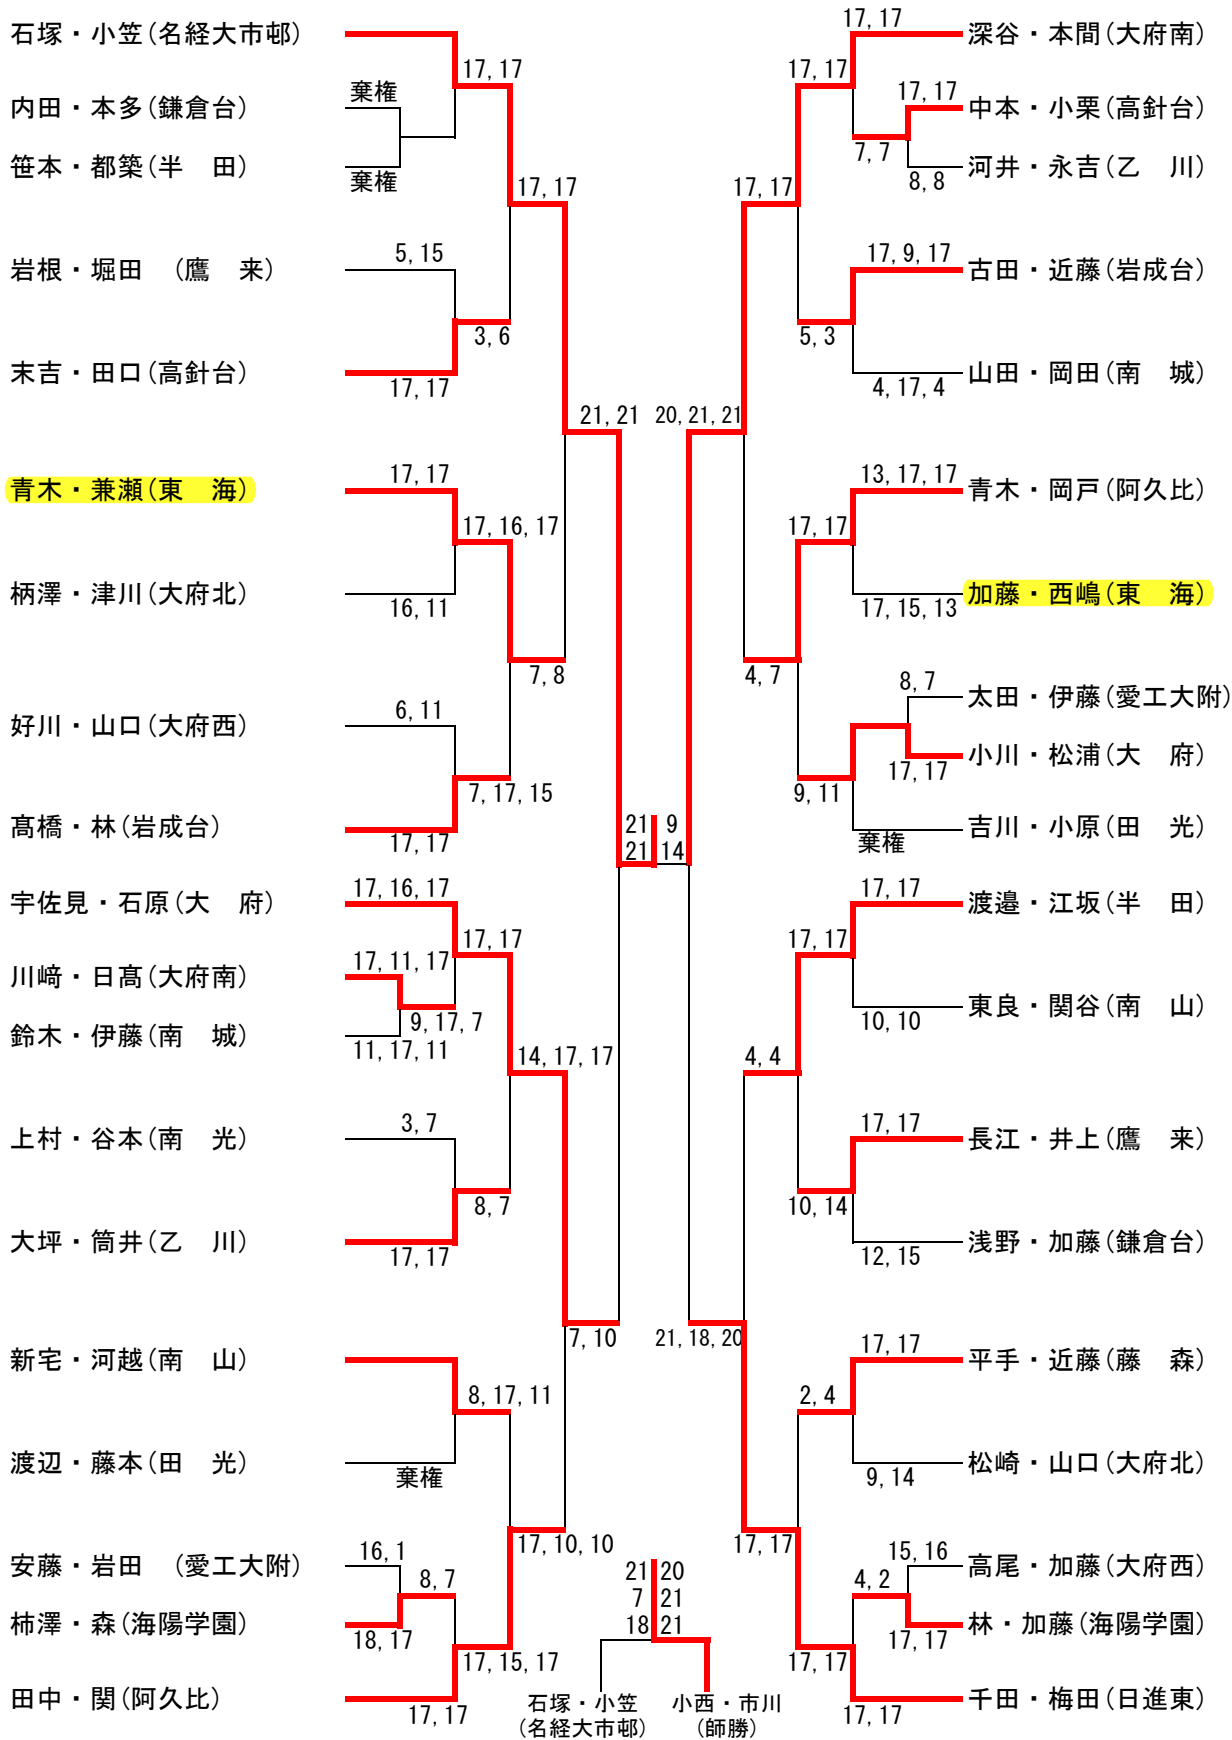 石塚・小笠(名経大市邨)
17, 17
内田・本多(鎌倉台)
棄権
笹本・都築(半　田)
棄権
17, 17
岩根・堀田　(鷹　来)
5, 15
3, 6
末吉・田口(高針台)
17, 17
21, 21
青木・兼瀬(東　海)
17, 17
17, 16, 17
柄澤・津川(大府北)
16, 11
7, 8
好川・山口(大府西)
6, 11
7, 17, 15
髙橋・林(岩成台)
17, 17
宇佐見・石原(大　府)
17, 16, 17
17, 17
川﨑・日髙(大府南)
17, 11, 17
9, 17, 7
鈴木・伊藤(南　城)
11, 17, 11
14, 17, 17
上村・谷本(南　光)
3, 7
8, 7
大坪・筒井(乙　川)
17, 17
7, 10
新宅・河越(南　山)
8, 17, 11
渡辺・藤本(田　光)
棄権
17, 10, 10
安藤・岩田　(愛工大附)
16, 1
8, 7
柿澤・森(海陽学園)
18, 17
17, 15, 17
田中・関(阿久比)
17, 17
21 9
21 14
21 20
7 21
18 21
石塚・小笠
(名経大市邨)
小西・市川
(師勝)
17, 17
深谷・本間(大府南)
17, 17
17, 17
中本・小栗(高針台)
7, 7
河井・永吉(乙　川)
8, 8
17, 17
17, 9, 17
古田・近藤(岩成台)
5, 3
山田・岡田(南　城)
4, 17, 4
20, 21, 21
13, 17, 17
青木・岡戸(阿久比)
17, 17
加藤・西嶋(東　海)
17, 15, 13
4, 7
8, 7
太田・伊藤(愛工大附)
小川・松浦(大　府)
17, 17
9, 11
吉川・小原(田　光)
棄権
17, 17
渡邉・江坂(半　田)
17, 17
東良・関谷(南　山)
10, 10
4, 4
17, 17
長江・井上(鷹　来)
10, 14
浅野・加藤(鎌倉台)
12, 15
21, 18, 20
17, 17
平手・近藤(藤　森)
2, 4
松崎・山口(大府北)
9, 14
17, 17
15, 16
高尾・加藤(大府西)
4, 2
林・加藤(海陽学園)
17, 17
17, 17
千田・梅田(日進東)
17, 17